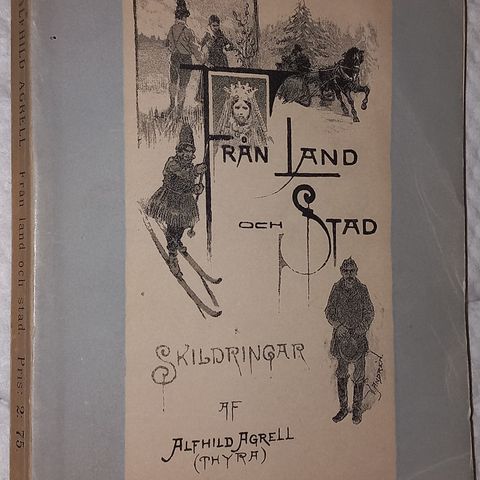 ALFHILD AGRELL Från land och stad. Pris: 2: 75.
FRÅN LAND
OCH STAD
SKILDRINGAR
AF
ALFHILD AGRELL
(THYRA)